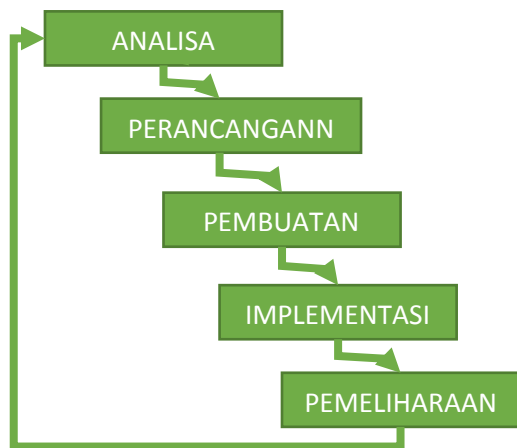 ANALISA
PERANCANGANN
PEMBUATAN
IMPLEMENTASI
PEMELIHARAAN